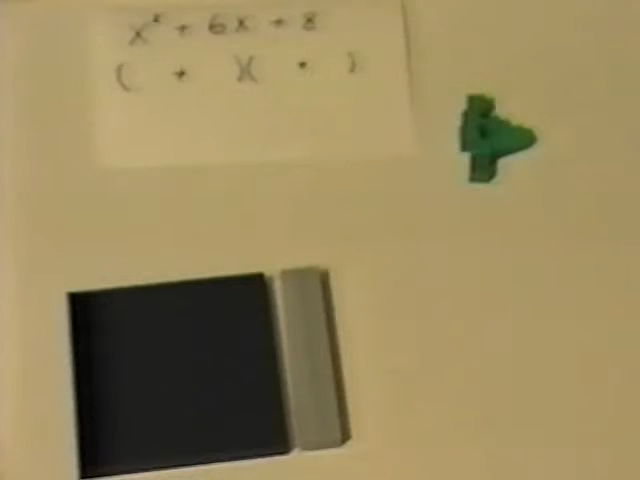 x² + 6x + 8
( + )( + )